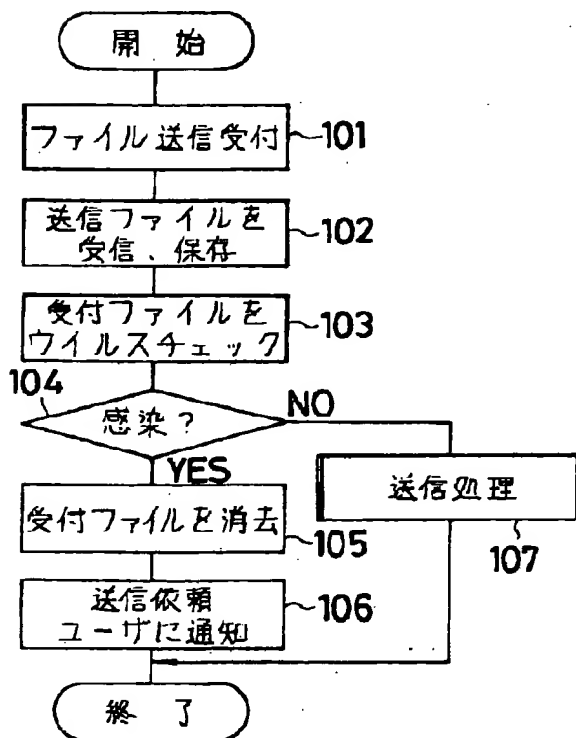 開始
ファイル送信受付
101
送信ファイルを
受信、保存
102
受付ファイルを
ウイルスチェック
103
104
感染?
NO
YES
送信処理
107
受付ファイルを消去
105
送信依頼
ユーザに通知
106
終了